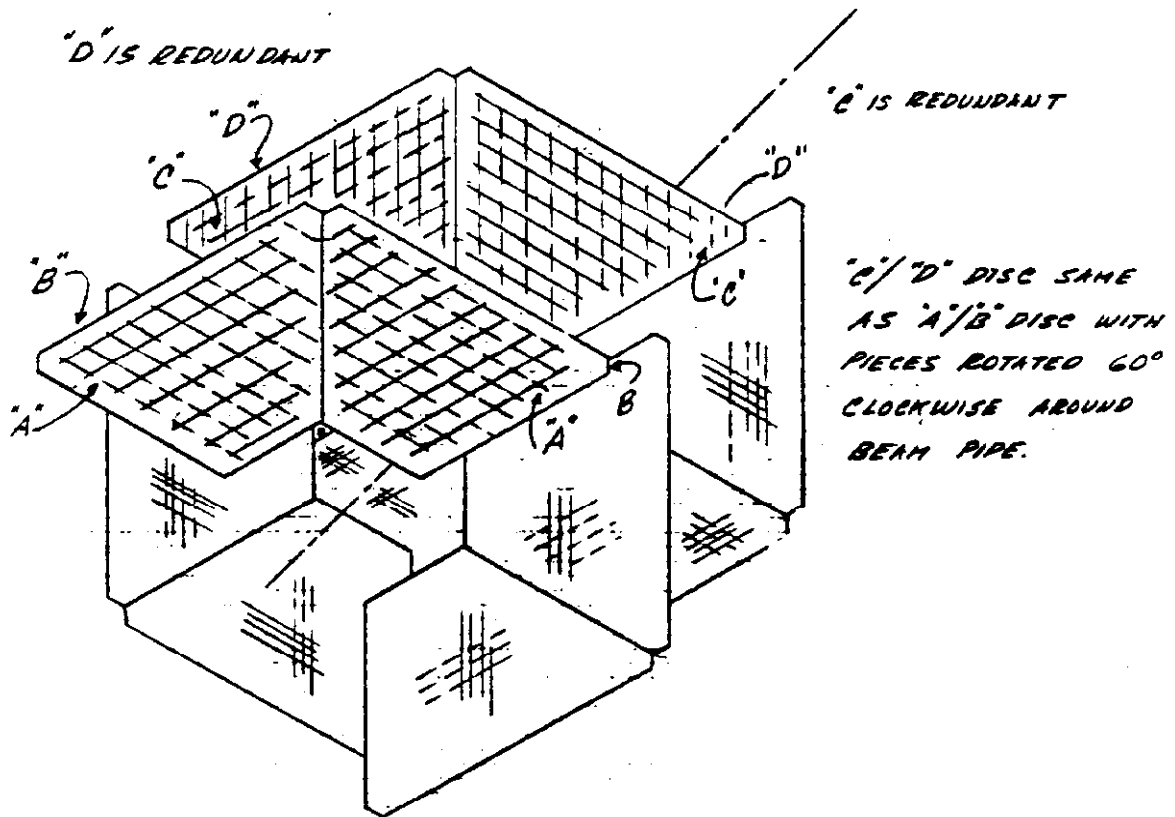 "D" IS REDUNDANT
"C" IS REDUNDANT
"D"
"C"
"D"
"B"
"C"
"C"/"D" DISC SAME
AS "A"/"B" DISC WITH
PIECES ROTATED 60°
CLOCKWISE AROUND
BEAM PIPE.
"A"
"A"
B